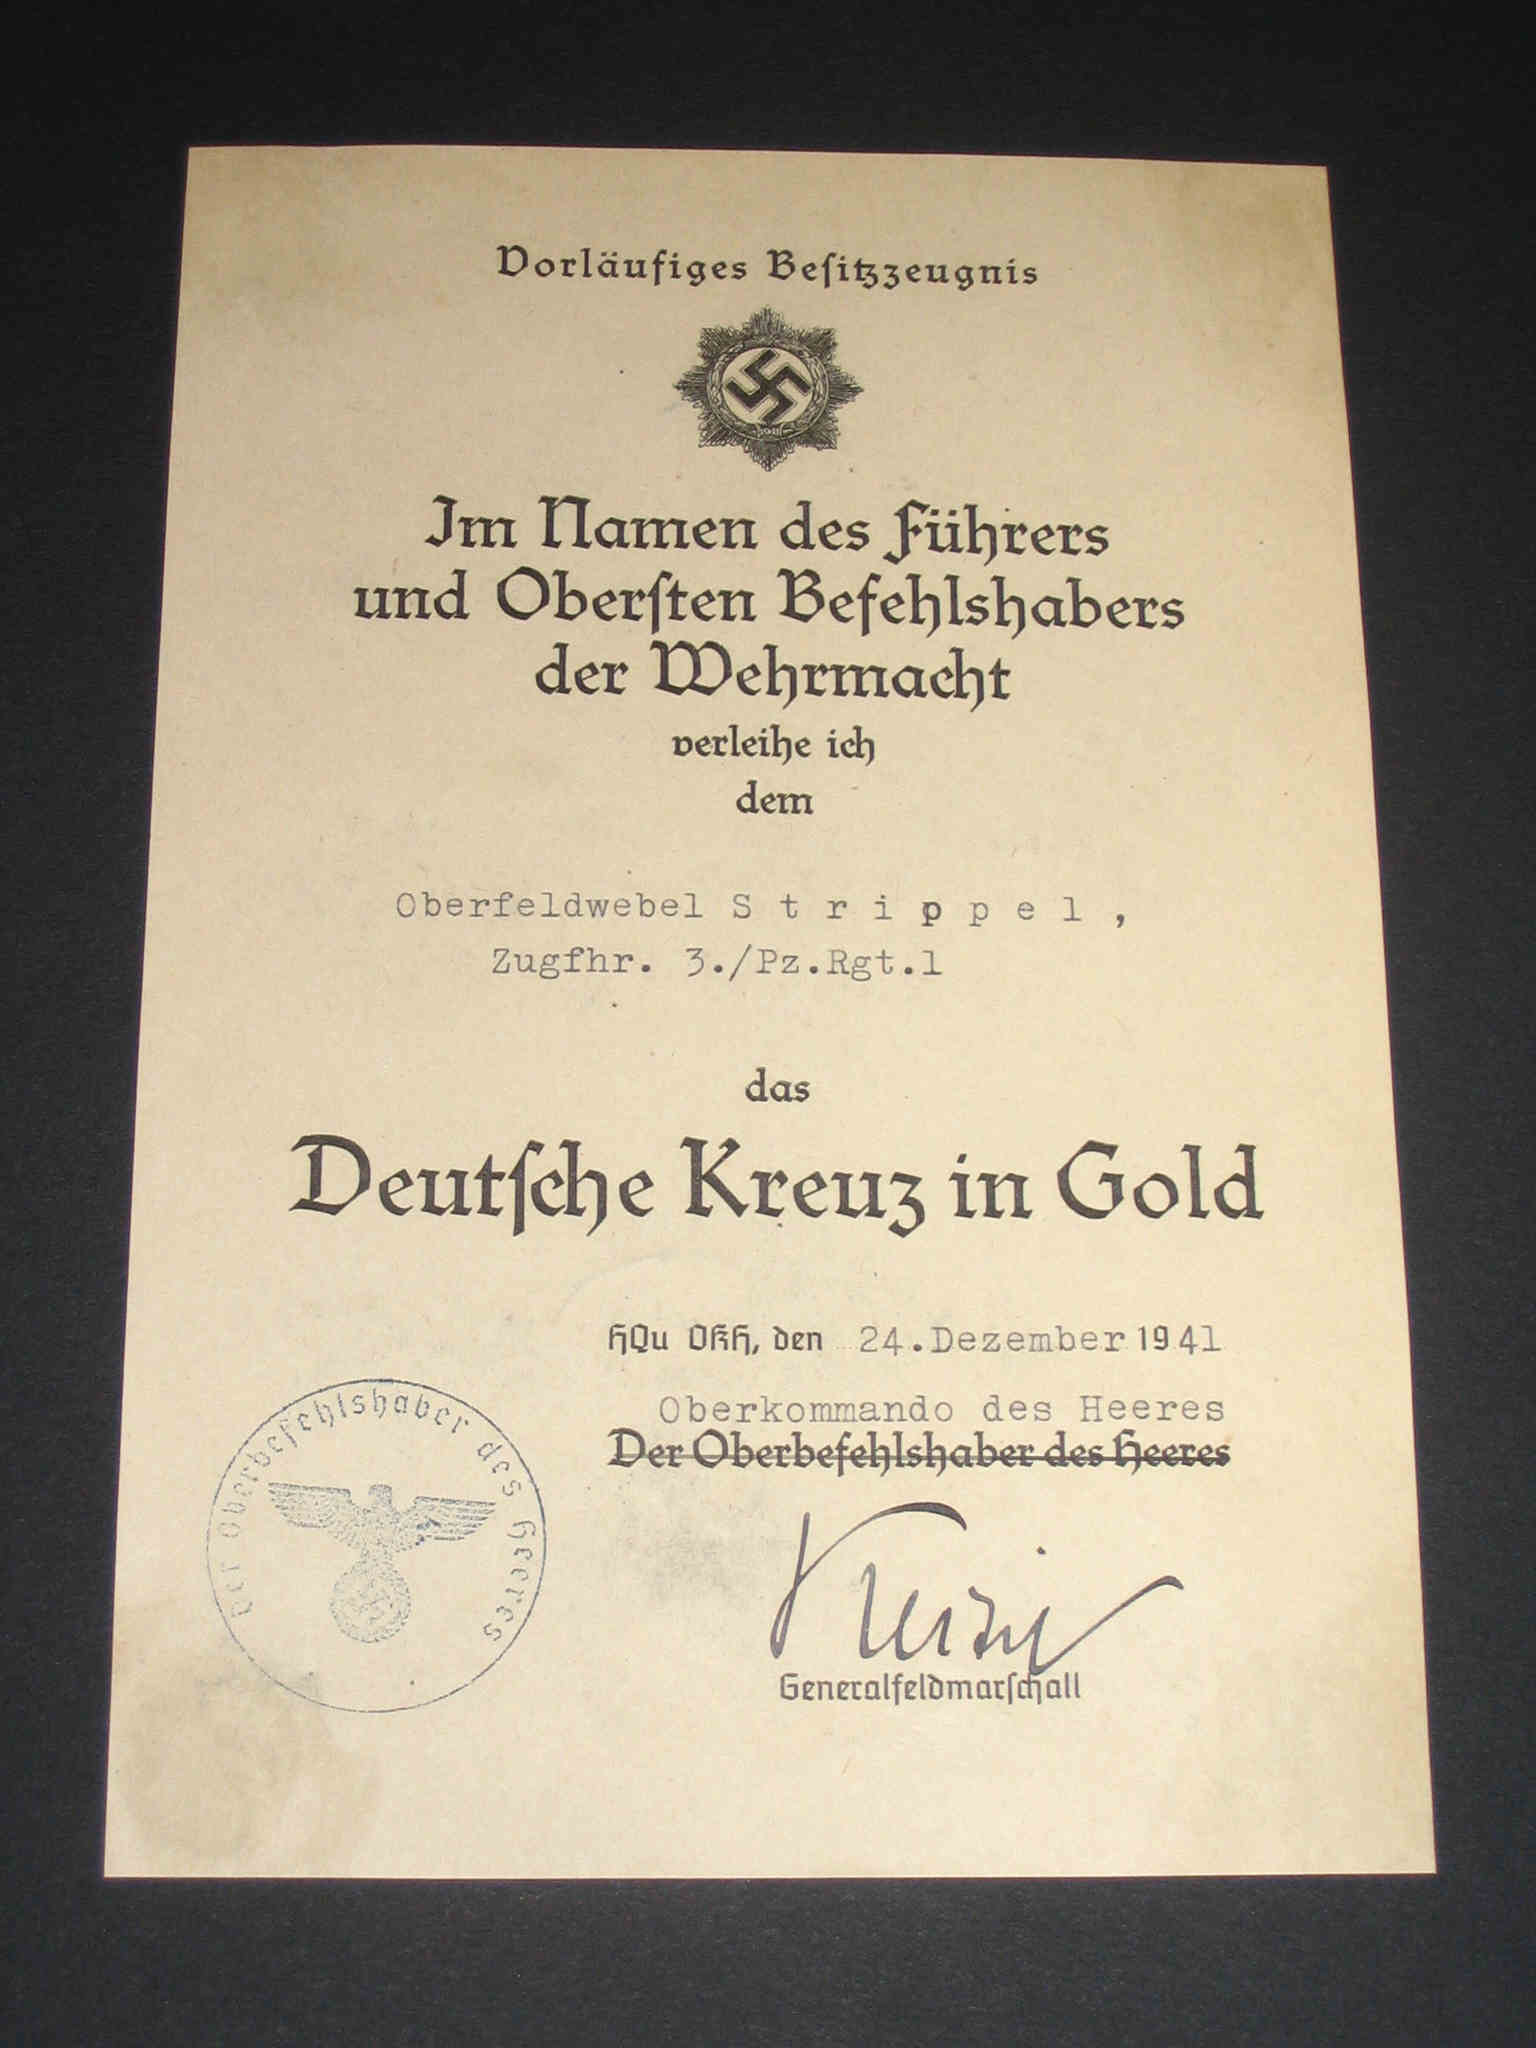 Vorläufiges Besitzzeugnis
1941
Im Namen des Führers
und Obersten Befehlshabers
der Wehrmacht
verleihe ich
dem
Oberfeldwebel S t r i p p e l ,
Zugfhr. 3./Pz.Rgt.1
das
Deutsche Kreuz in Gold
HQu OKH, den 24.Dezember 1941
Oberkommando des Heeres
Der Oberbefehlshaber des Heeres
Der Oberbefehlshaber des Heeres
Keitel
Generalfeldmarschall